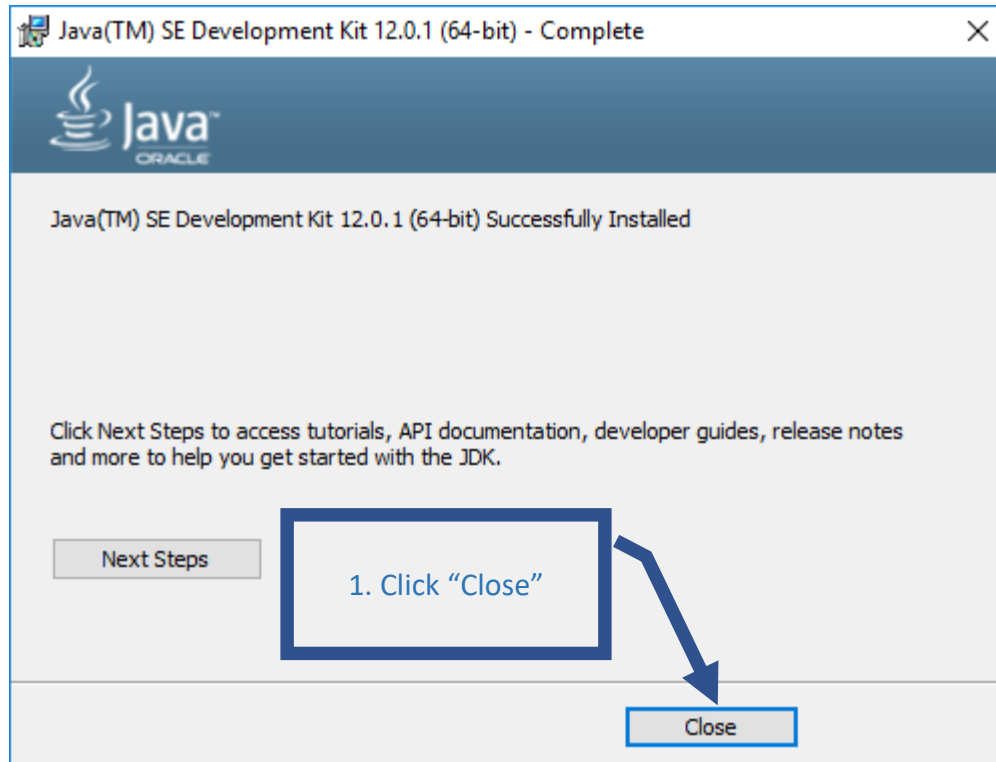 Java(TM) SE Development Kit 12.0.1 (64-bit) - Complete
Java™
ORACLE
Java(TM) SE Development Kit 12.0.1 (64-bit) Successfully Installed
Click Next Steps to access tutorials, API documentation, developer guides, release notes
and more to help you get started with the JDK.
Next Steps
1. Click “Close”
Close